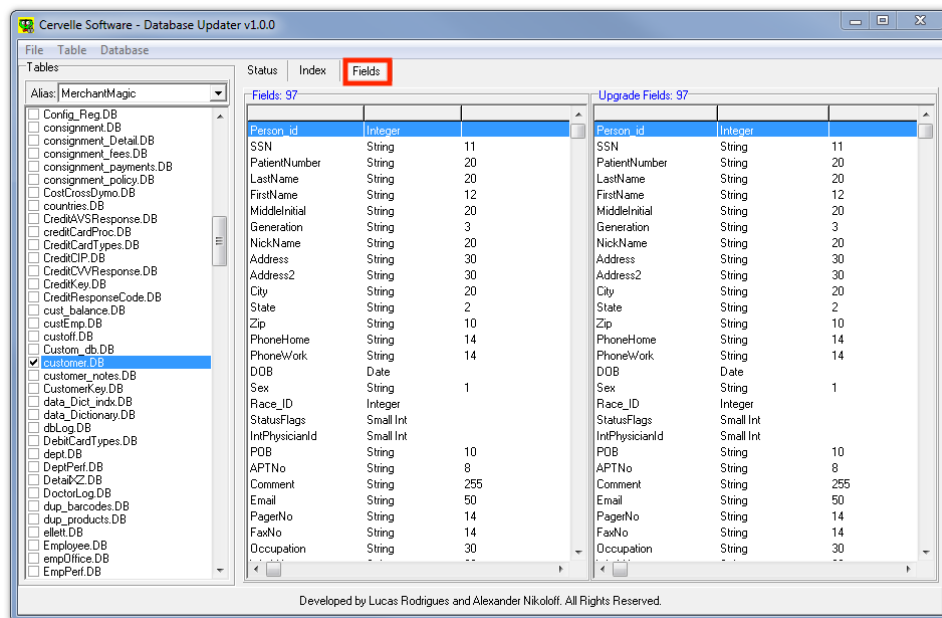 Cervelle Software - Database Updater v1.0.0
File Table Database
Tables
Alias: MerchantMagic
Config_Reg.DB
consignment.DB
consignment_Detail.DB
consignment_fees.DB
consignment_payments.DB
consignment_policy.DB
CostCrossDymo.DB
countries.DB
CreditAVSResponse.DB
creditCardProc.DB
CreditCardTypes.DB
CreditCIP.DB
CreditCVVResponse.DB
CreditKey.DB
CreditResponseCode.DB
cust_balance.DB
custEmp.DB
custoff.DB
Custom_db.DB
customer.DB
customer_notes.DB
CustomerKey.DB
data_Dict_indx.DB
data_Dictionary.DB
dbLog.DB
DebitCardTypes.DB
dept.DB
DeptPerf.DB
DetailXZ.DB
DoctorLog.DB
dup_barcodes.DB
dup_products.DB
ellett.DB
Employee.DB
empOffice.DB
EmpPerf.DB
Status Index Fields
Fields: 97
Person_id Integer
SSN String 11
PatientNumber String 20
LastName String 20
FirstName String 12
MiddleInitial String 20
Generation String 3
NickName String 20
Address String 30
Address2 String 30
City String 20
State String 2
Zip String 10
PhoneHome String 14
PhoneWork String 14
DOB Date
Sex String 1
Race_ID Integer
StatusFlags Small Int
IntPhysicianId Small Int
POB String 10
APTNo String 8
Comment String 255
Email String 50
PagerNo String 14
FaxNo String 14
Occupation String 30
Upgrade Fields: 97
Person_id Integer
SSN String 11
PatientNumber String 20
LastName String 20
FirstName String 12
MiddleInitial String 20
Generation String 3
NickName String 20
Address String 30
Address2 String 30
City String 20
State String 2
Zip String 10
PhoneHome String 14
PhoneWork String 14
DOB Date
Sex String 1
Race_ID Integer
StatusFlags Small Int
IntPhysicianId Small Int
POB String 10
APTNo String 8
Comment String 255
Email String 50
PagerNo String 14
FaxNo String 14
Occupation String 30
Developed by Lucas Rodrigues and Alexander Nikoloff. All Rights Reserved.